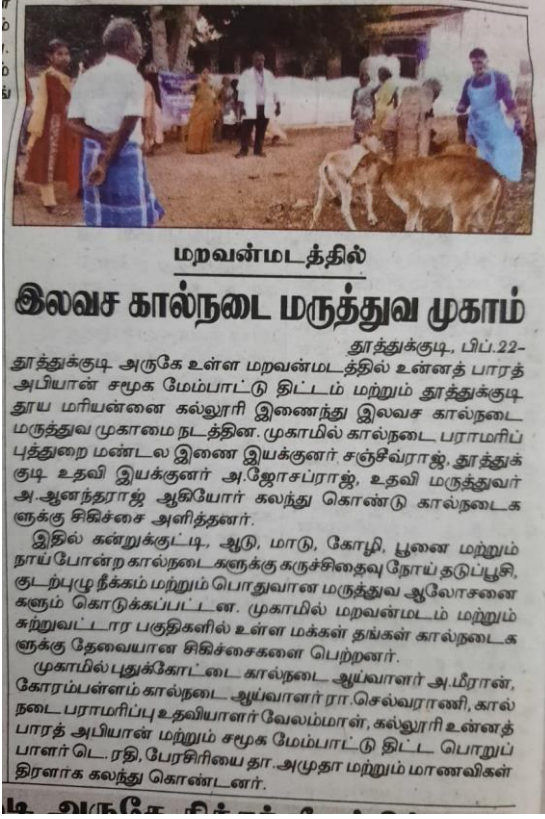 மறவன்மடத்தில்
இலவச கால்நடை மருத்துவ முகாம்
தூத்துக்குடி, பிப்.22-
தூத்துக்குடி அருகே உள்ள மறவன்மடத்தில் உன்னத் பாரத்
அபியான் சமூக மேம்பாட்டு திட்டம் மற்றும் தூத்துக்குடி
தூய மரியன்னை கல்லூரி இணைந்து இலவச கால்நடை
மருத்துவ முகாமை நடத்தின. முகாமில் கால்நடை பராமரிப்
புத்துறை மண்டல இணை இயக்குனர் சஞ்சீவ்ராஜ், தூத்துக்
குடி உதவி இயக்குனர் அ.ஜோசப்ராஜ், உதவி மருத்துவர்
அ.ஆனந்தராஜ் ஆகியோர் கலந்து கொண்டு கால்நடைக
ளுக்கு சிகிச்சை அளித்தனர்.
இதில் கன்றுக்குட்டி, ஆடு, மாடு, கோழி, பூனை மற்றும்
நாய்போன்ற கால்நடைகளுக்கு கருச்சிதைவு நோய் தடுப்பூசி,
குடற்புழு நீக்கம் மற்றும் பொதுவான மருத்துவ ஆலோசனை
களும் கொடுக்கப்பட்டன. முகாமில் மறவன்மடம் மற்றும்
சுற்றுவட்டார பகுதிகளில் உள்ள மக்கள் தங்கள் கால்நடைக
ளுக்கு தேவையான சிகிச்சைகளை பெற்றனர்.
முகாமில் புதுக்கோட்டை கால்நடை ஆய்வாளர் அ.மீரான்,
கோரம்பள்ளம் கால்நடை ஆய்வாளர் ரா.செல்வராணி, கால்
நடை பராமரிப்பு உதவியாளர் வேலம்மாள், கல்லூரி உன்னத்
பாரத் அபியான் மற்றும் சமூக மேம்பாட்டு திட்ட பொறுப்
பாளர் டெ. ரதி, பேரசிரியை தா.அமுதா மற்றும் மாணவிகள்
திரளர்க கலந்து கொண்டனர்.